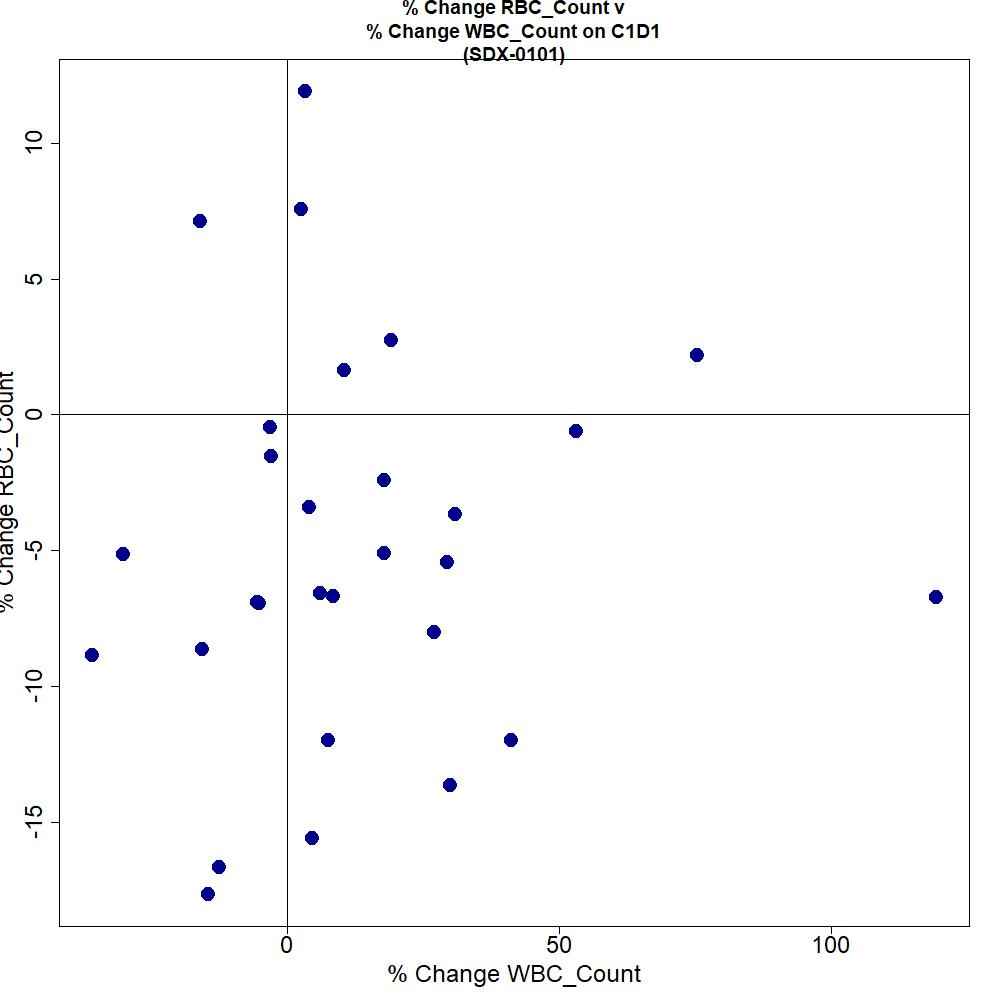 % Change RBC_Count v
% Change WBC_Count on C1D1
(SDX-0101)
10
5
0
-5
-10
-15
% Change RBC_Count
0
50
100
% Change WBC_Count